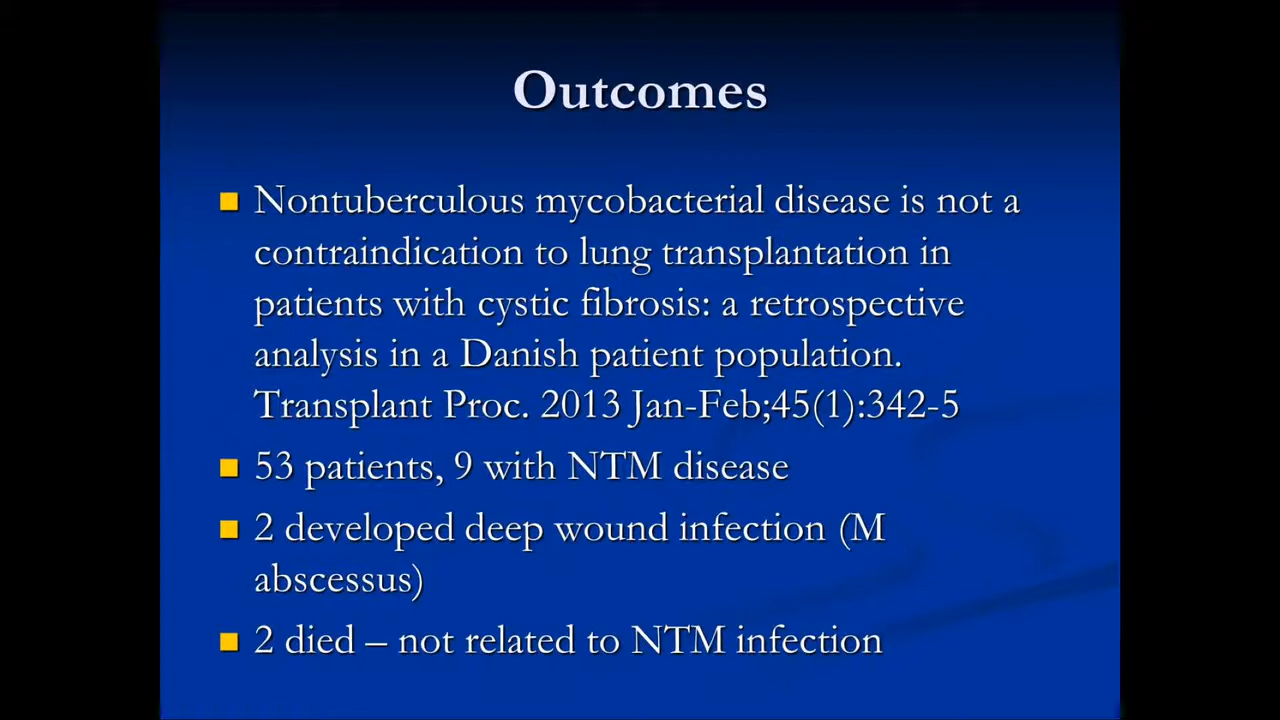 Outcomes
Nontuberculous mycobacterial disease is not a
contraindication to lung transplantation in
patients with cystic fibrosis: a retrospective
analysis in a Danish patient population.
Transplant Proc. 2013 Jan-Feb;45(1):342-5
53 patients, 9 with NTM disease
2 developed deep wound infection (M
abscessus)
2 died – not related to NTM infection